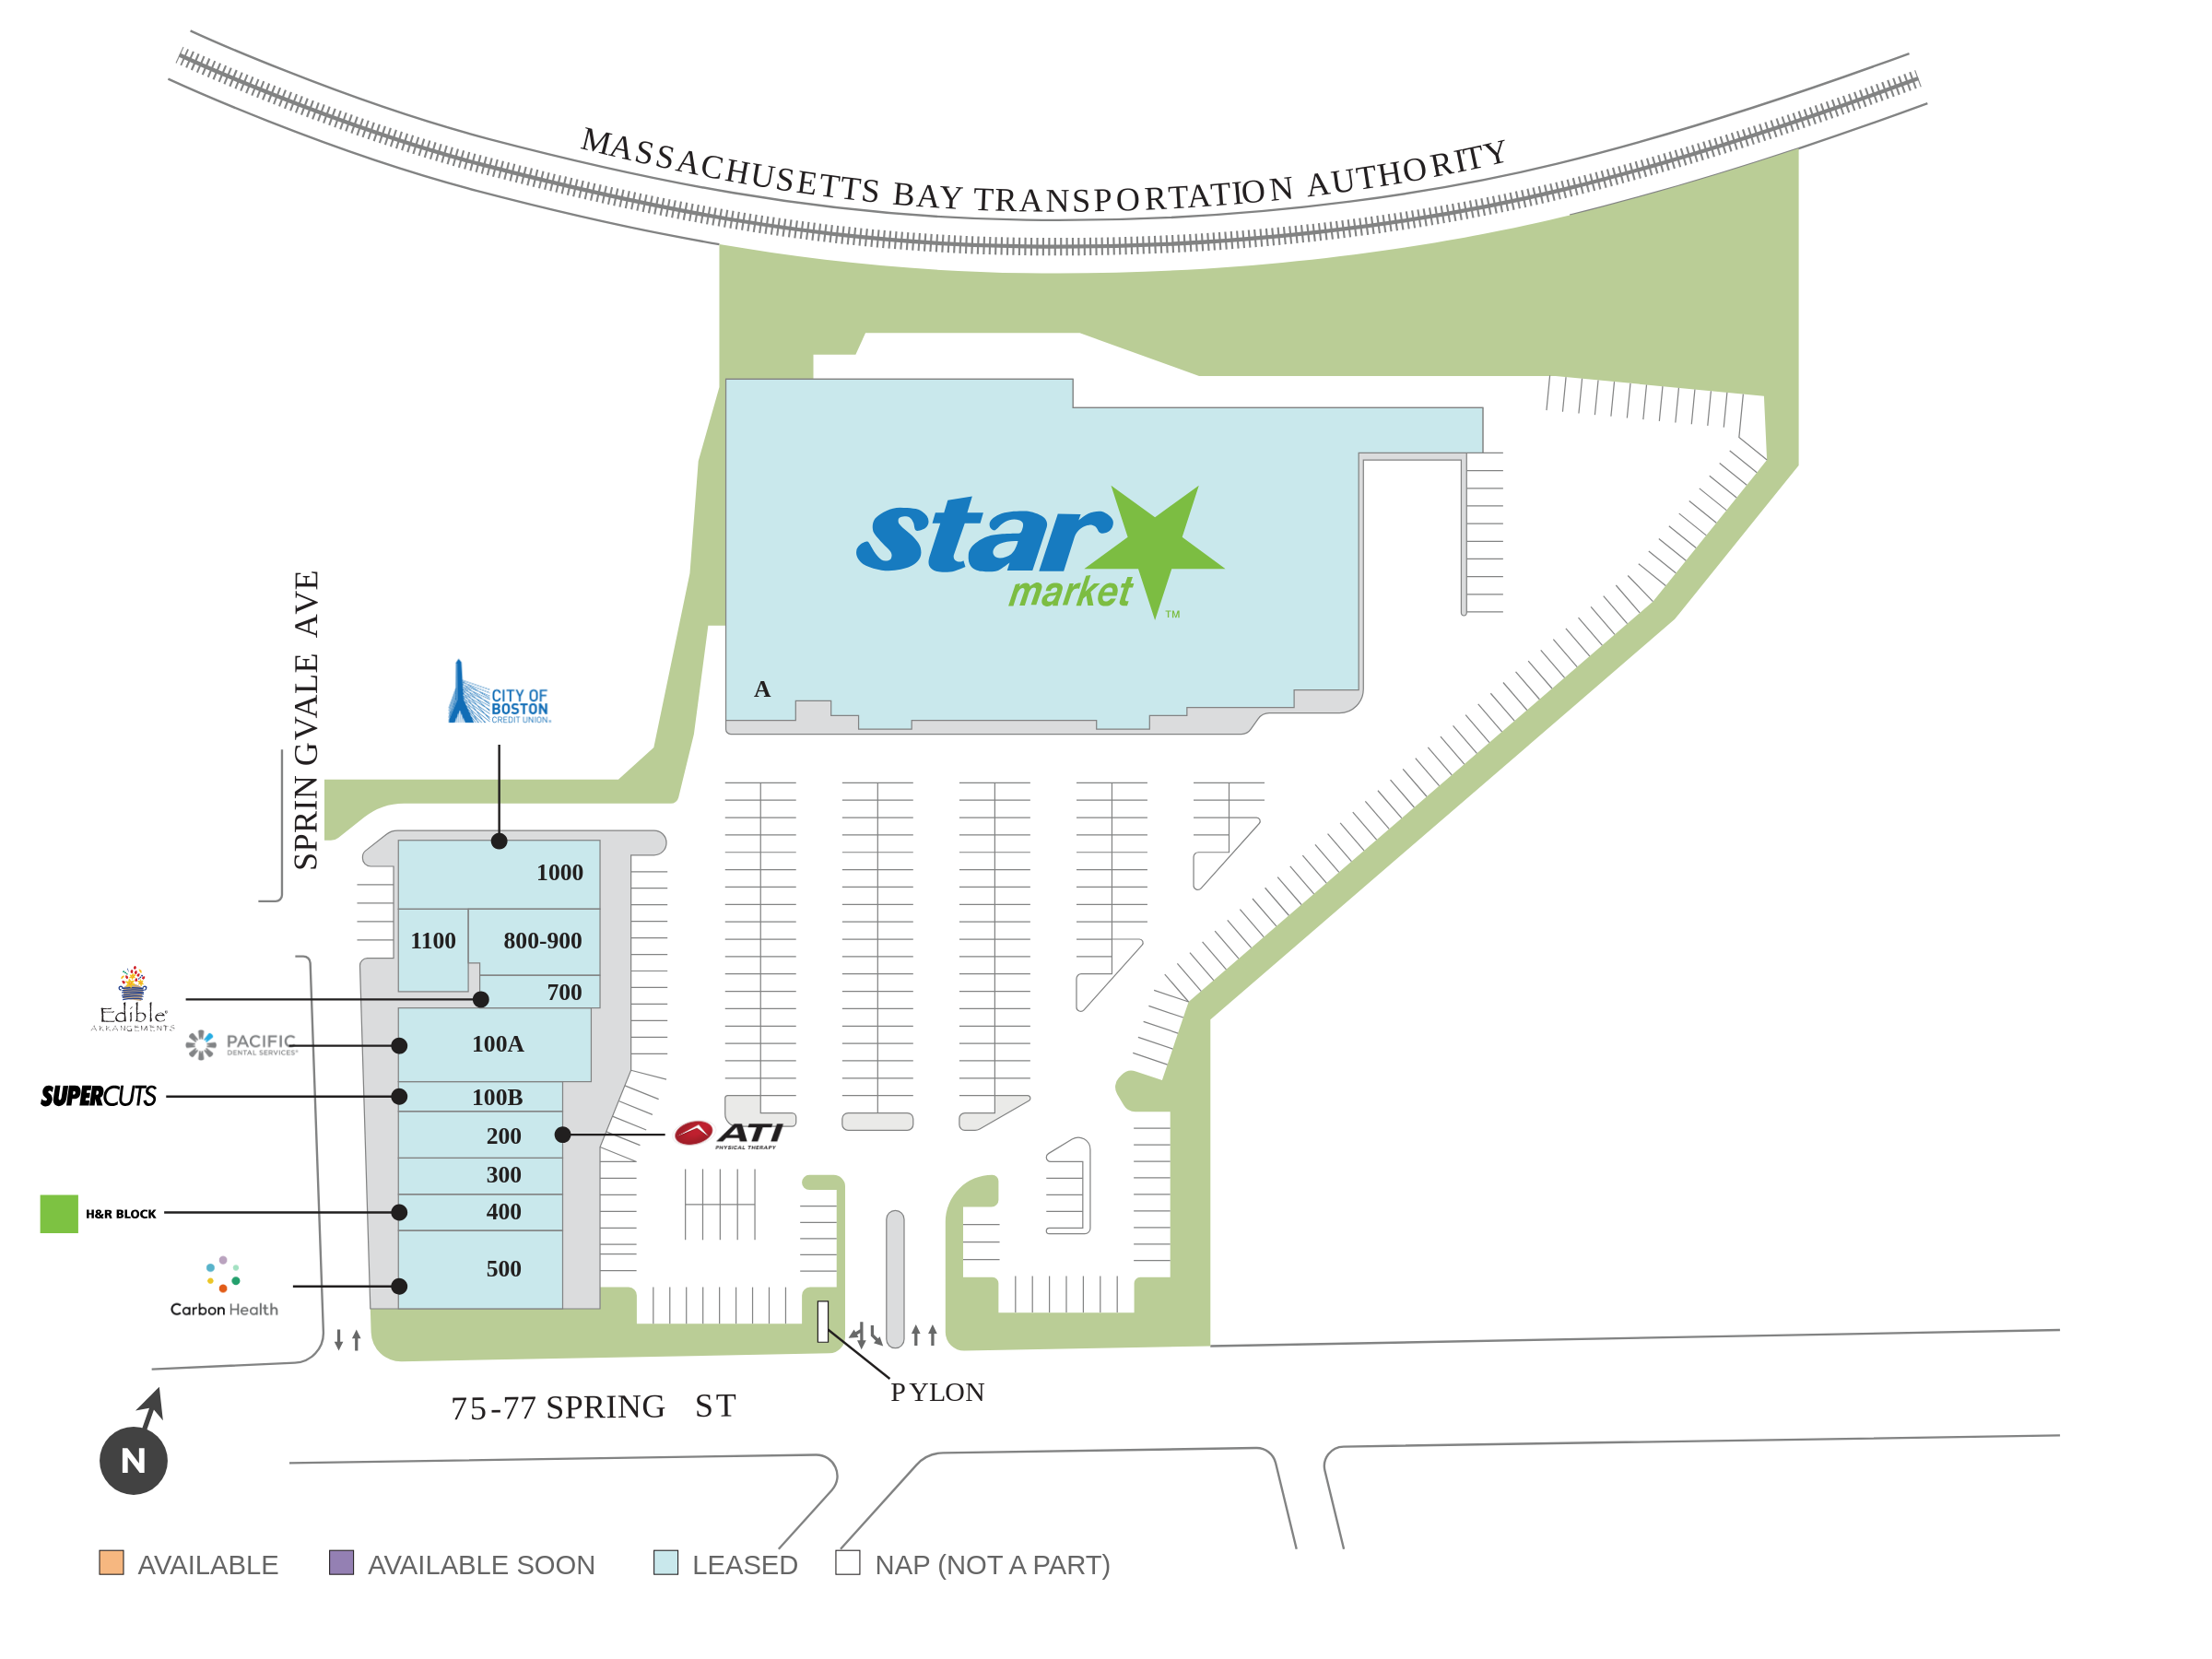 MASSACHUSETTS BAY TRANSPORTATION AUTHORITY
star
market
TM
A
SPRINGVALE AVE
CITY OF
BOSTON
CREDIT UNION
1000
1100
800-900
700
Edible
ARRANGEMENTS
PACIFIC
DENTAL SERVICES
100A
SUPERCUTS
100B
200
ATI
PHYSICAL THERAPY
300
H&R BLOCK
400
500
Carbon Health
PYLON
75-77 SPRING ST
N
AVAILABLE
AVAILABLE SOON
LEASED
NAP (NOT A PART)